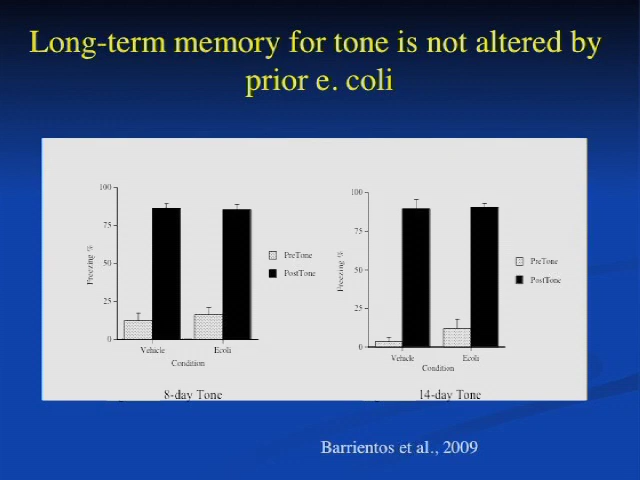 Long-term memory for tone is not altered by
prior e. coli
100
75
50
25
0
Freezing %
Vehicle
Ecoli
Condition
PreTone
PostTone
8-day Tone
100
75
50
25
0
Freezing %
Vehicle
Ecoli
Condition
PreTone
PostTone
14-day Tone
Barrientos et al., 2009